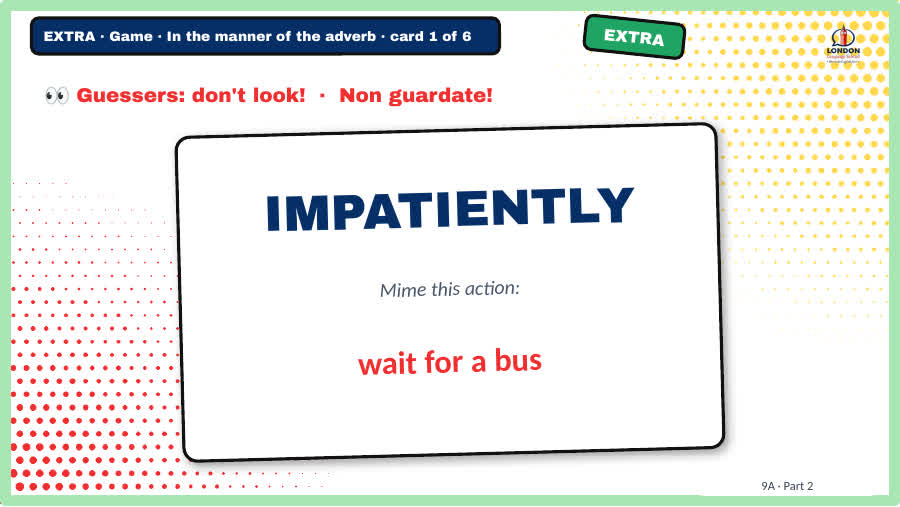 EXTRA · Game · In the manner of the adverb · card 1 of 6
EXTRA
LONDON
👀 Guessers: don't look! · Non guardate!
IMPATIENTLY
Mime this action:
wait for a bus
9A · Part 2